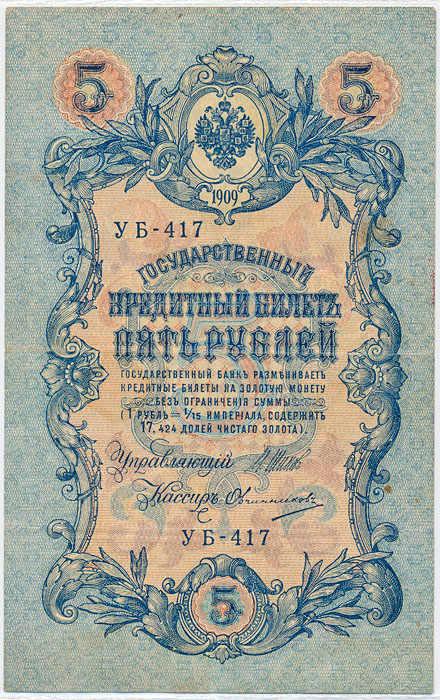 5 5
1909
УБ-417
ГОСУДАРСТВЕННЫЙ
КРЕДИТНЫЙ БИЛЕТЪ
ПЯТЬ РУБЛЕЙ
ГОСУДАРСТВЕННЫЙ БАНКЪ РАЗМѢНИВАЕТЪ
КРЕДИТНЫЕ БИЛЕТЫ НА ЗОЛОТУЮ МОНЕТУ
БЕЗЪ ОГРАНИЧЕНІЯ СУММЫ
(1 РУБЛЬ = 1/15 ИМПЕРІАЛА, СОДЕРЖИТЪ
17,424 ДОЛЕЙ ЧИСТАГО ЗОЛОТА).
Управляющій
Кассиръ Овчинниковъ
УБ-417
5